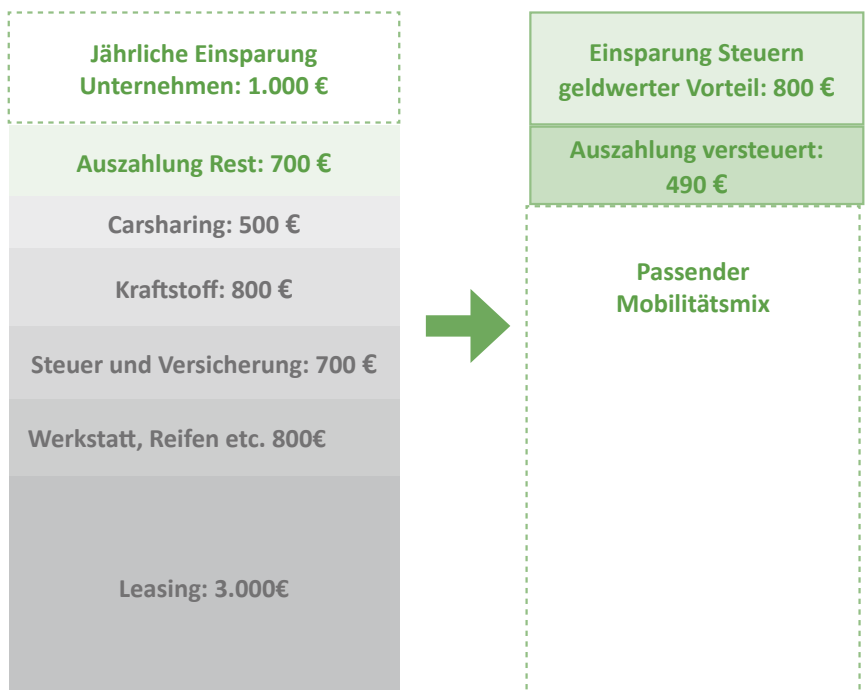 Jährliche Einsparung
Unternehmen: 1.000 €
Auszahlung Rest: 700 €
Carsharing: 500 €
Kraftstoff: 800 €
Steuer und Versicherung: 700 €
Werkstatt, Reifen etc. 800€
Leasing: 3.000€
Einsparung Steuern
geldwerter Vorteil: 800 €
Auszahlung versteuert:
490 €
Passender
Mobilitätsmix